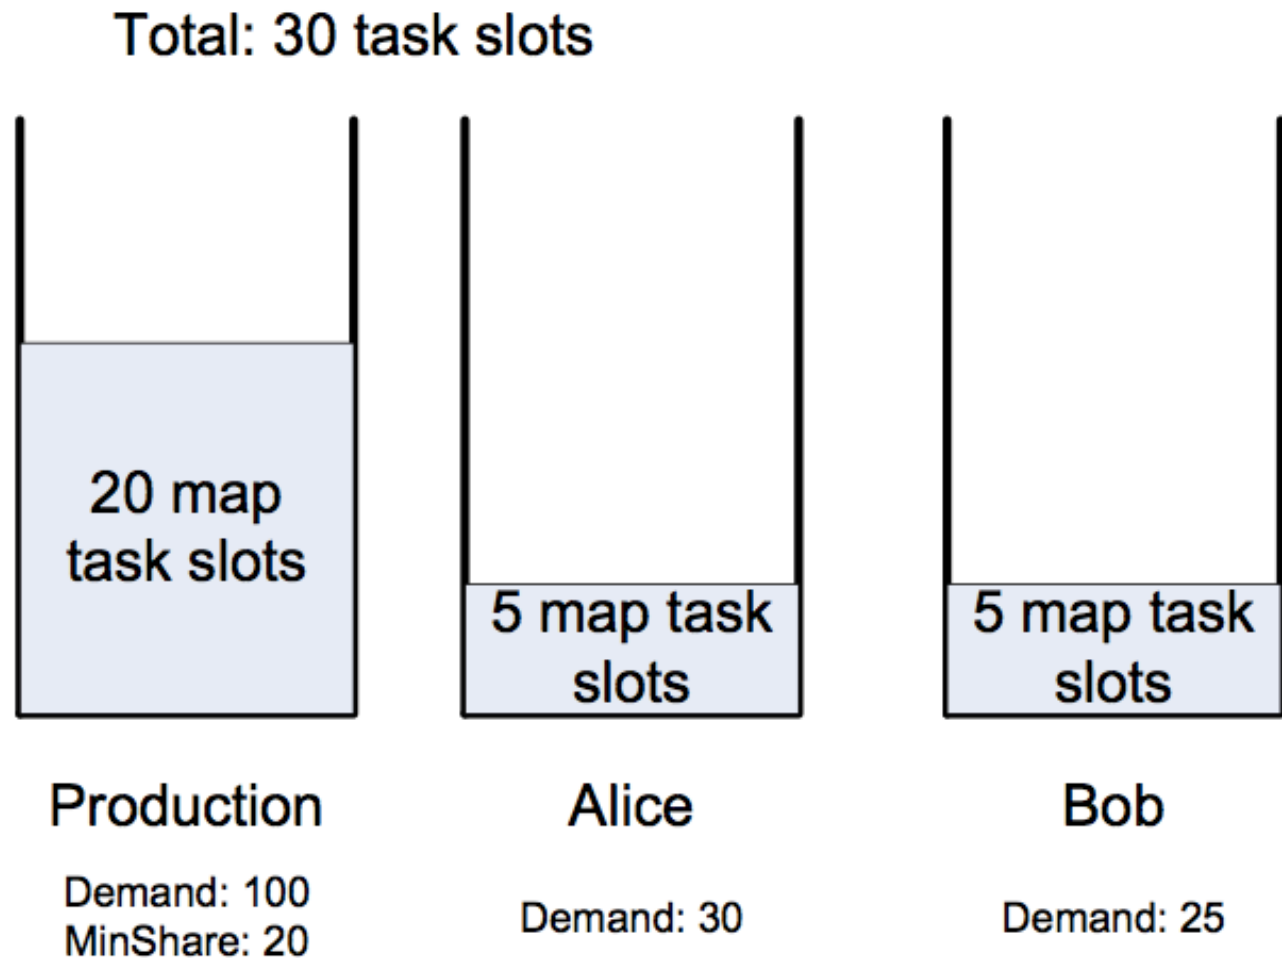 Total: 30 task slots
20 map
task slots
5 map task
slots
5 map task
slots
Production
Demand: 100
MinShare: 20
Alice
Demand: 30
Bob
Demand: 25